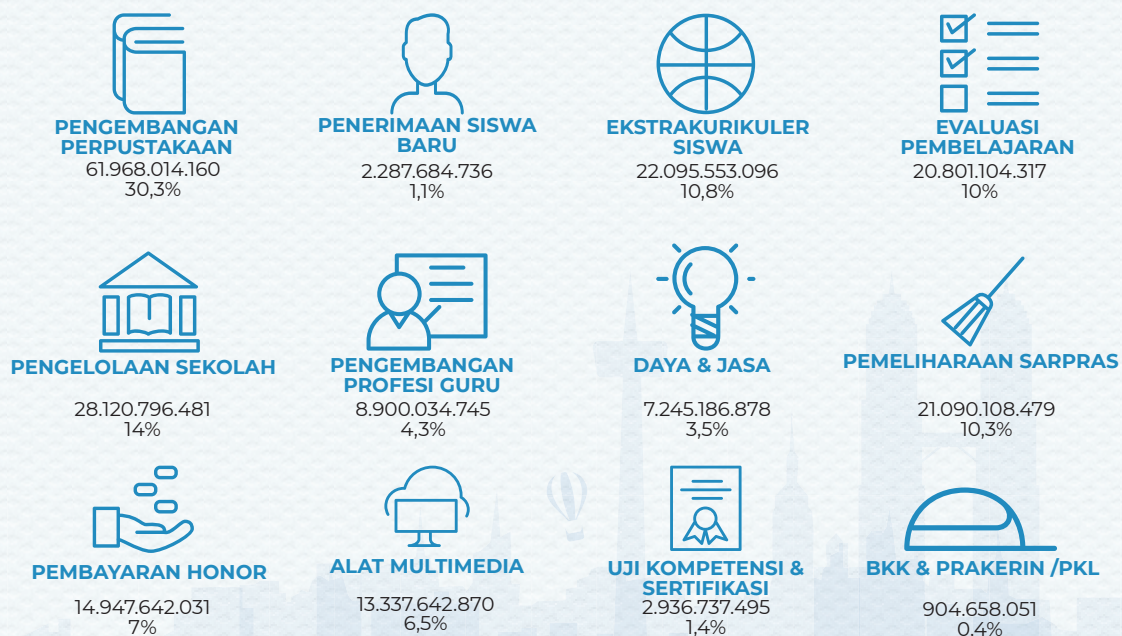 PENGEMBANGAN
PERPUSTAKAAN
61.968.014.160
30,3%
PENERIMAAN SISWA
BARU
2.287.684.736
1,1%
EKSTRAKURIKULER
SISWA
22.095.553.096
10,8%
EVALUASI
PEMBELAJARAN
20.801.104.317
10%
PENGELOLAAN SEKOLAH
28.120.796.481
14%
PENGEMBANGAN
PROFESI GURU
8.900.034.745
4,3%
DAYA & JASA
7.245.186.878
3,5%
PEMELIHARAAN SARPRAS
21.090.108.479
10,3%
PEMBAYARAN HONOR
14.947.642.031
7%
ALAT MULTIMEDIA
13.337.642.870
6,5%
UJI KOMPETENSI &
SERTIFIKASI
2.936.737.495
1,4%
BKK & PRAKERIN /PKL
904.658.051
0.4%